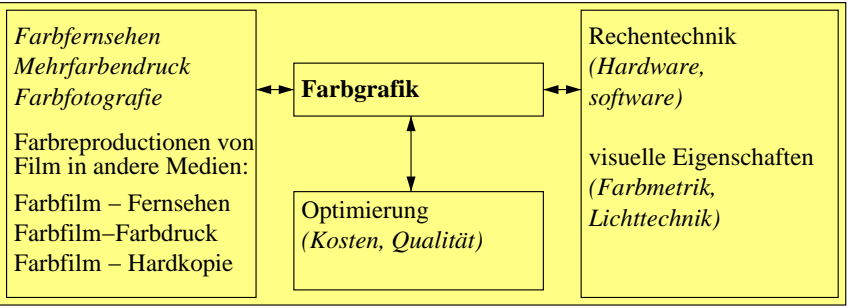 Farbfernsehen
Mehrfarbendruck
Farbfotografie
Farbreproductionen von
Film in andere Medien:
Farbfilm – Fernsehen
Farbfilm–Farbdruck
Farbfilm – Hardkopie
Farbgrafik
Optimierung
(Kosten, Qualität)
Rechentechnik
(Hardware,
software)
visuelle Eigenschaften
(Farbmetrik,
Lichttechnik)